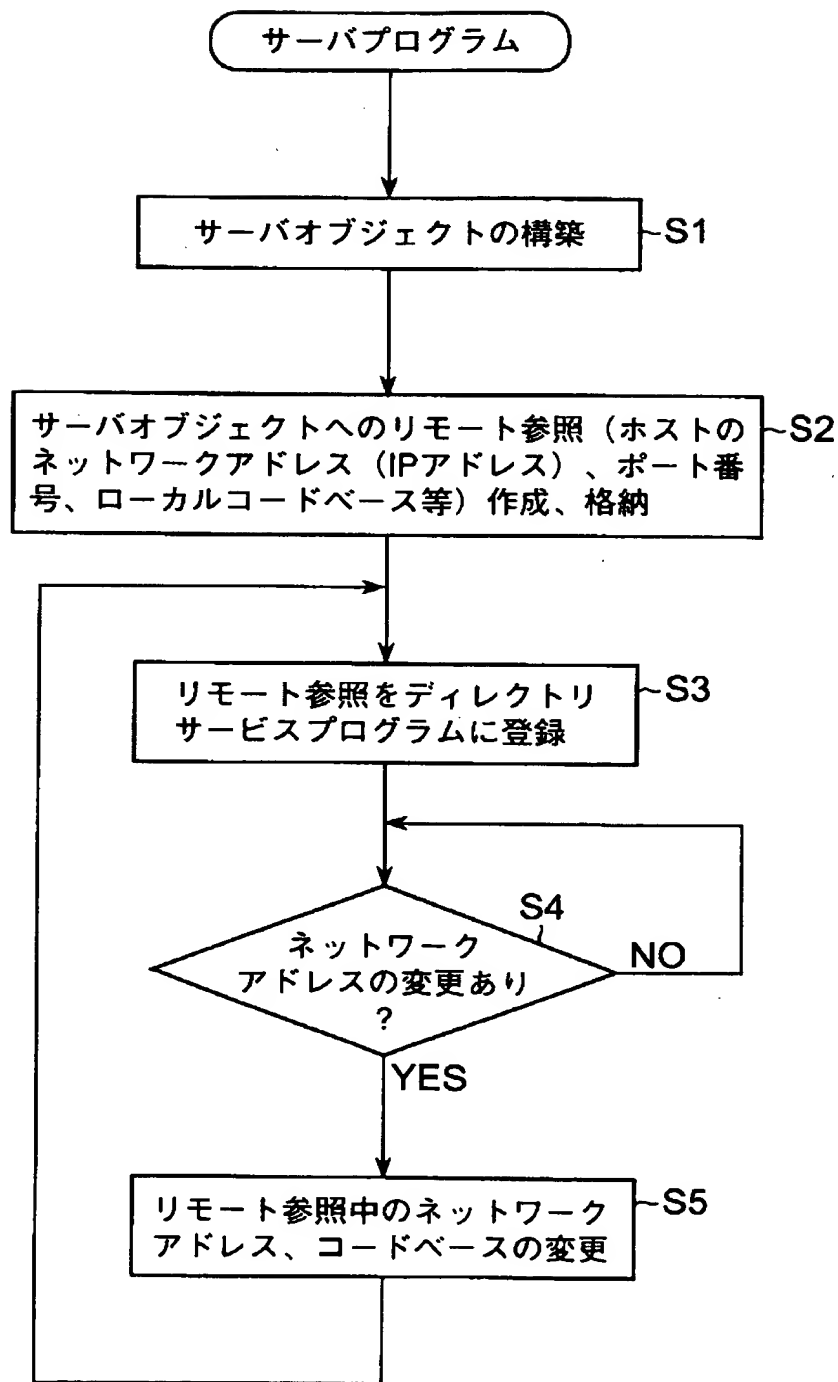 サーバプログラム
サーバオブジェクトの構築
S1
サーバオブジェクトへのリモート参照（ホストの
ネットワークアドレス（IPアドレス）、ポート番
号、ローカルコードベース等）作成、格納
S2
リモート参照をディレクトリ
サービスプログラムに登録
S3
S4
ネットワーク
アドレスの変更あり
?
NO
YES
リモート参照中のネットワーク
アドレス、コードベースの変更
S5